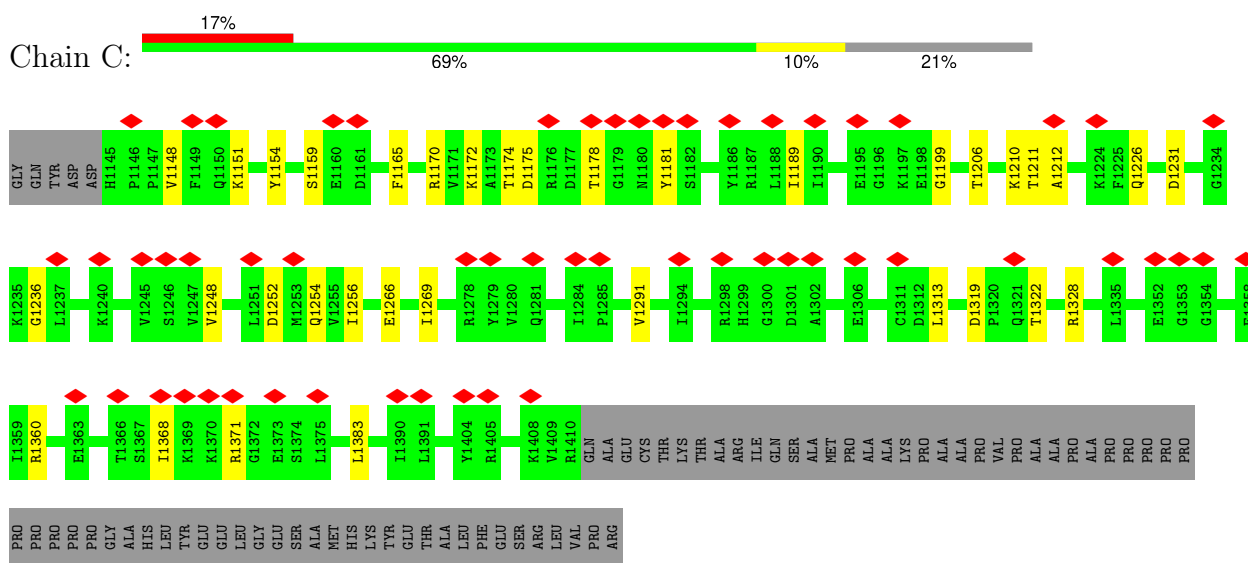 17%
Chain C:
69% 10% 21%
GLY GLN TYR ASP ASP H1145 P1146 P1147 V1148 F1149 Q1150 K1151 Y1154 S1159 E1160 D1161 F1165 R1170 V1171 K1172 A1173 T1174 D1175 R1176 D1177 T1178 G1179 N1180 Y1181 S1182 Y1186 R1187 L1188 I1189 I1190 E1195 G1196 K1197 E1198 G1199 T1206 K1210 T1211 A1212 K1224 F1225 Q1226 D1231 G1234
K1235 G1236 L1237 K1240 V1245 S1246 V1247 V1248 L1251 D1252 M1253 Q1254 V1255 I1256 E1266 I1269 R1278 Y1279 V1280 Q1281 I1284 P1285 V1291 I1294 R1298 H1299 G1300 D1301 A1302 E1306 C1311 D1312 L1313 D1319 P1320 Q1321 T1322 R1328 L1335 E1352 G1353 G1354
I1359 R1360 E1363 T1366 S1367 I1368 K1369 K1370 R1371 G1372 E1373 S1374 L1375 L1383 I1390 L1391 Y1404 R1405 K1408 V1409 R1410 GLN ALA GLU CYS THR LYS THR ALA ARG ILE GLN SER ALA MET PRO ALA ALA LYS PRO ALA ALA PRO VAL PRO ALA ALA PRO ALA PRO PRO PRO PRO PRO
PRO PRO PRO PRO PRO GLY ALA HIS LEU TYR GLU GLU LEU GLY GLU SER ALA MET HIS LYS TYR GLU THR ALA LEU PHE GLU SER ARG LEU VAL PRO ARG